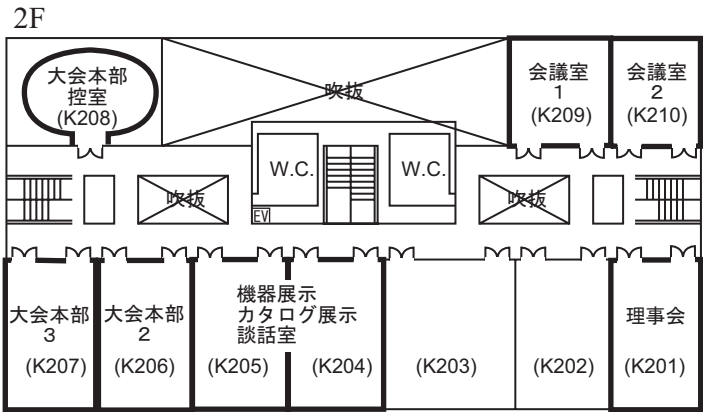 2F
大会本部
控室
(K208)
吹抜
会議室
1
(K209)
会議室
2
(K210)
W.C.
W.C.
吹抜
EV
吹抜
大会本部
3
(K207)
大会本部
2
(K206)
機器展示
カタログ展示
談話室
(K205)
(K204)
(K203)
(K202)
理事会
(K201)